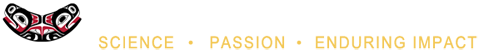 SCIENCE • PASSION • ENDURING IMPACT